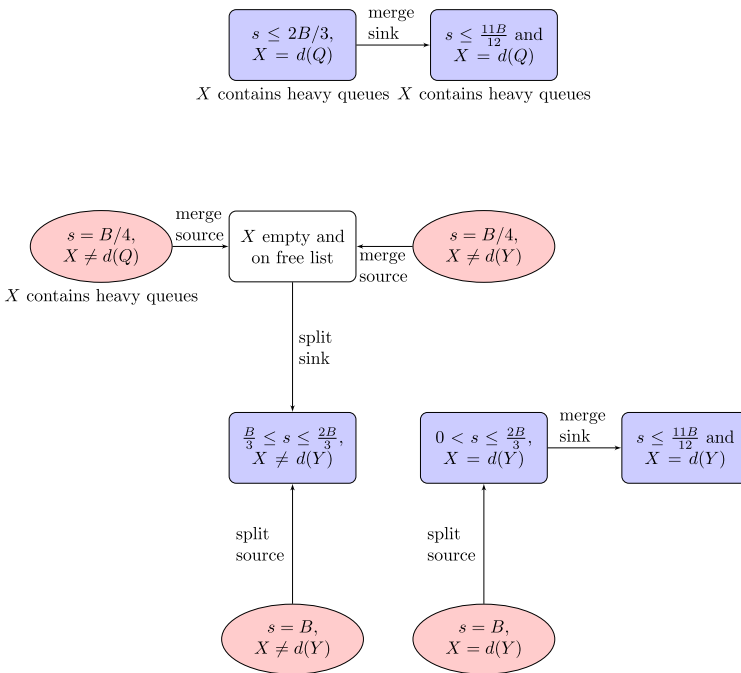 s ≤ 2B/3,
X = d(Q)
merge
sink
s ≤ 11B/12 and
X = d(Q)
X contains heavy queues
X contains heavy queues
s = B/4,
X ≠ d(Q)
merge
source
X empty and
on free list
merge
source
s = B/4,
X ≠ d(Y)
X contains heavy queues
split
sink
B/3 ≤ s ≤ 2B/3,
X ≠ d(Y)
0 < s ≤ 2B/3,
X = d(Y)
merge
sink
s ≤ 11B/12 and
X = d(Y)
split
source
split
source
s = B,
X ≠ d(Y)
s = B,
X = d(Y)